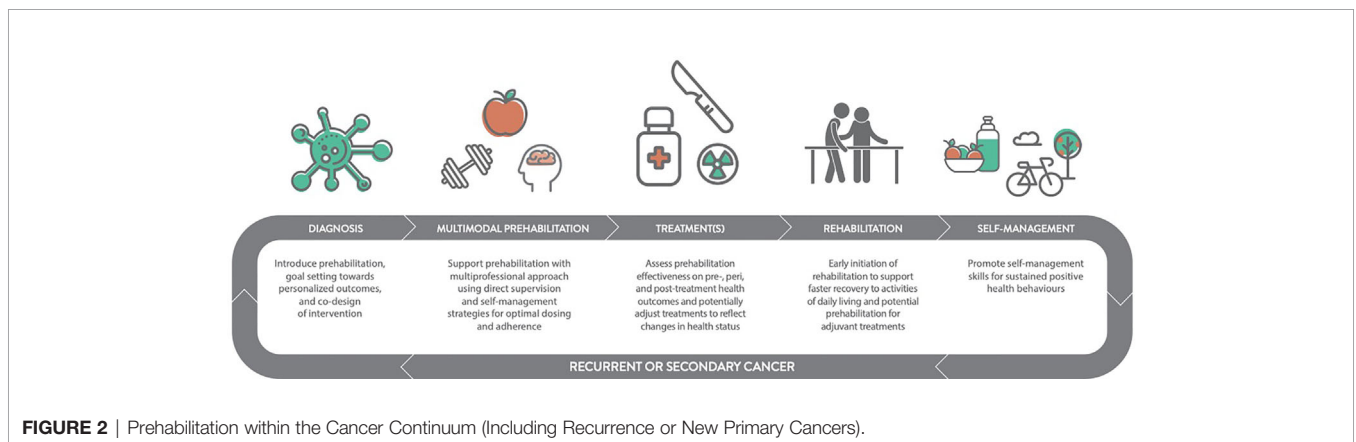 DIAGNOSIS
Introduce prehabilitation,
goal setting towards
personalized outcomes,
and co-design
of intervention
MULTIMODAL PREHABILITATION
Support prehabilitation with
multiprofessional approach
using direct supervision
and self-management
strategies for optimal dosing
and adherence
TREATMENT(S)
Assess prehabilitation
effectiveness on pre-, peri,
and post-treatment health
outcomes and potentially
adjust treatments to reflect
changes in health status
REHABILITATION
Early initiation of
rehabilitation to support
faster recovery to activities
of daily living and potential
prehabilitation for
adjuvant treatments
SELF-MANAGEMENT
Promote self-management
skills for sustained positive
health behaviours
RECURRENT OR SECONDARY CANCER
FIGURE 2 | Prehabilitation within the Cancer Continuum (Including Recurrence or New Primary Cancers).